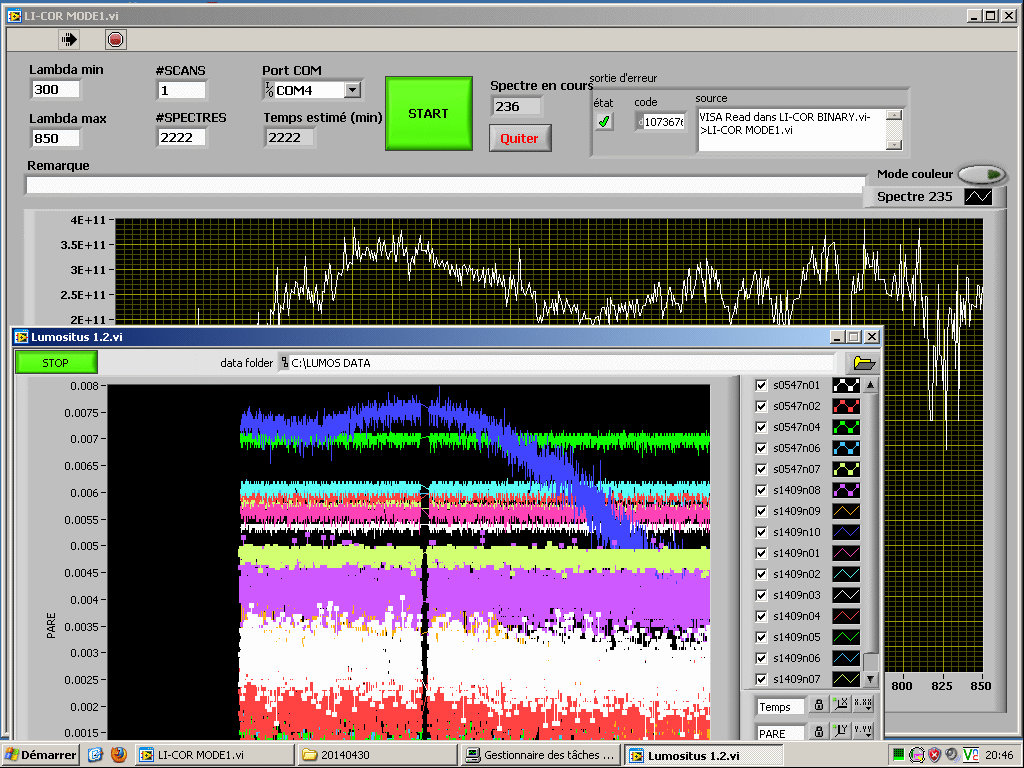 LI-COR MODE1.vi
Lambda min
#SCANS
Port COM
Spectre en cours
sortie d'erreur
300
1
COM4
START
236
état
code
source
Lambda max
#SPECTRES
Temps estimé (min)
850
2222
2222
Quiter
d 1073676
VISA Read dans LI-COR BINARY.vi-
>LI-COR MODE1.vi
Remarque
Mode couleur
Spectre 235
4E+11
3.5E+11
3E+11
2.5E+11
2E+11
Lumositus 1.2.vi
STOP
data folder
C:\LUMOS DATA
0.008
0.0075
0.007
0.0065
0.006
0.0055
0.005
0.0045
0.004
0.0035
0.003
0.0025
0.002
0.0015
PARE
s0547n01
s0547n02
s0547n04
s0547n06
s0547n07
s1409n08
s1409n09
s1409n10
s1409n01
s1409n02
s1409n03
s1409n04
s1409n05
s1409n06
s1409n07
800
825
850
Temps
X.XX
PARE
Y.YY
Démarrer
LI-COR MODE1.vi
20140430
Gestionnaire des tâches ...
Lumositus 1.2.vi
20:46